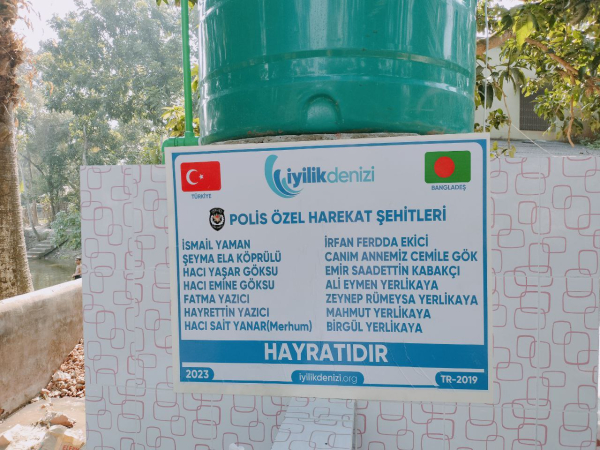 iyilikdenizi
TÜRKİYE
BANGLADEŞ
POLİS ÖZEL HAREKAT ŞEHİTLERİ
İSMAİL YAMAN
ŞEYMA ELA KÖPRÜLÜ
HACI YAŞAR GÖKSU
HACI EMİNE GÖKSU
FATMA YAZICI
HAYRETTİN YAZICI
HACI SAİT YANAR(Merhum)
İRFAN FERDDA EKİCİ
CANIM ANNEMİZ CEMİLE GÖK
EMİR SAADETTİN KABAKÇI
ALİ EYMEN YERLİKAYA
ZEYNEP RÜMEYSA YERLİKAYA
MAHMUT YERLİKAYA
BİRGÜL YERLİKAYA
HAYRATIDIR
2023
iyilikdenizi.org
TR-2019